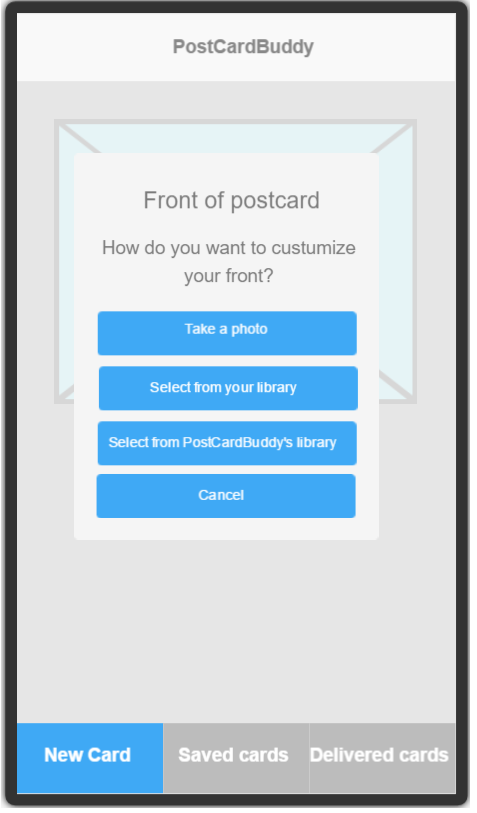 PostCardBuddy
Front of postcard
How do you want to custumize
your front?
Take a photo
Select from your library
Select from PostCardBuddy's library
Cancel
New Card
Saved cards
Delivered cards